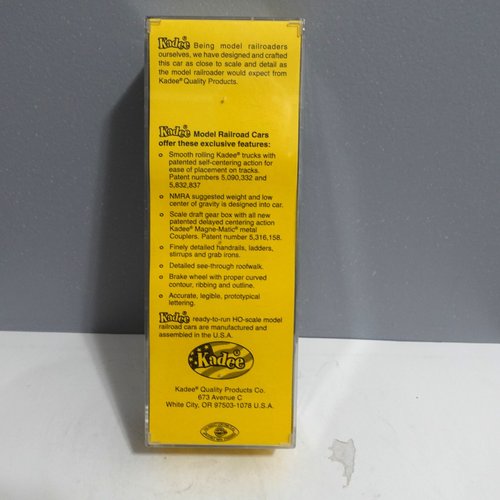 Kadee® Being model railroaders
ourselves, we have designed and crafted
this car as close to scale and detail as
the model railroader would expect from
Kadee® Quality Products.
Kadee® Model Railroad Cars
offer these exclusive features:
o Smooth rolling Kadee® trucks with
patented self-centering action for
ease of placement on tracks.
Patent numbers 5,090,332 and
5,832,837
o NMRA suggested weight and low
center of gravity is designed into car.
o Scale draft gear box with all new
patented delayed centering action
Kadee® Magne-Matic® metal
Couplers. Patent number 5,316,158.
o Finely detailed handrails, ladders,
stirrups and grab irons.
o Detailed see-through roofwalk.
o Brake wheel with proper curved
contour, ribbing and outline.
o Accurate, legible, prototypical
lettering.
Kadee® ready-to-run HO-scale model
railroad cars are manufactured and
assembled in the U.S.A.
Kadee®
Kadee® Quality Products Co.
673 Avenue C
White City, OR 97503-1078 U.S.A.